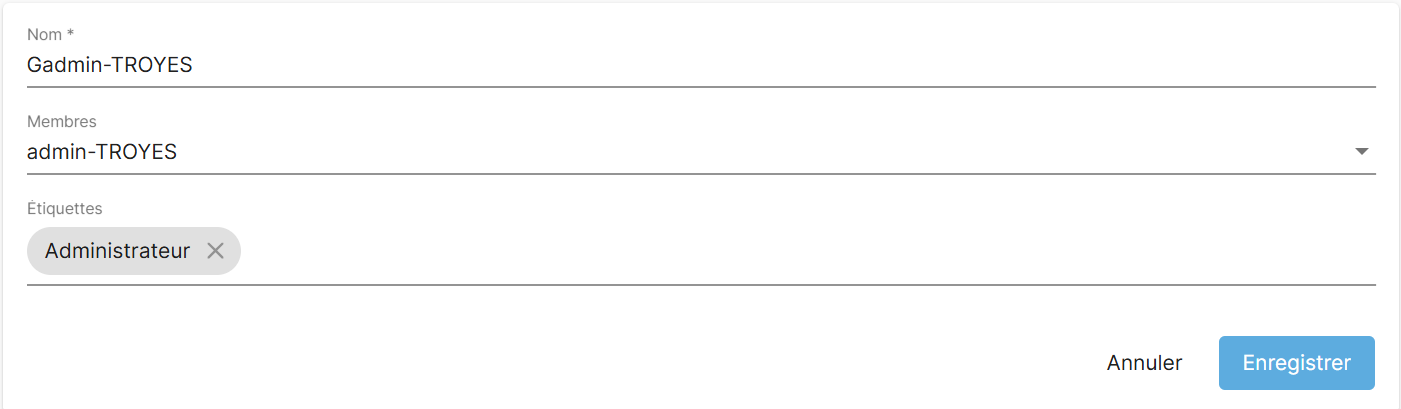 Nom *
Gadmin-TROYES
Membres
admin-TROYES
Étiquettes
Administrateur
Annuler
Enregistrer